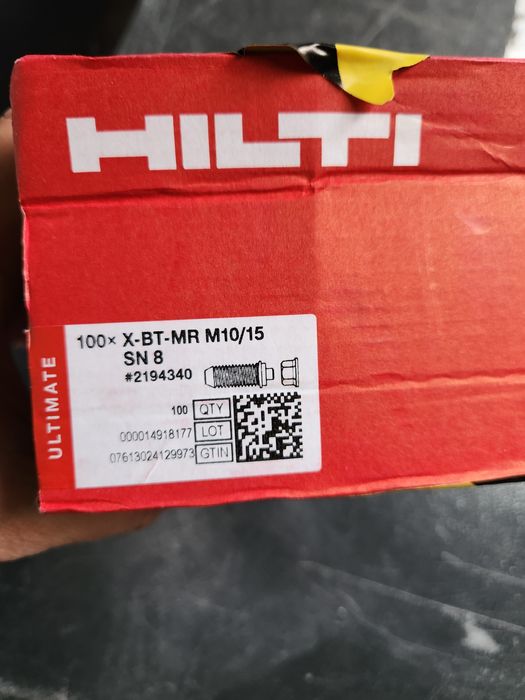 HILTI
ULTIMATE
100× X-BT-MR M10/15
SN 8
#2194340
100 QTY
000014918177 LOT
07613024129973 GTIN